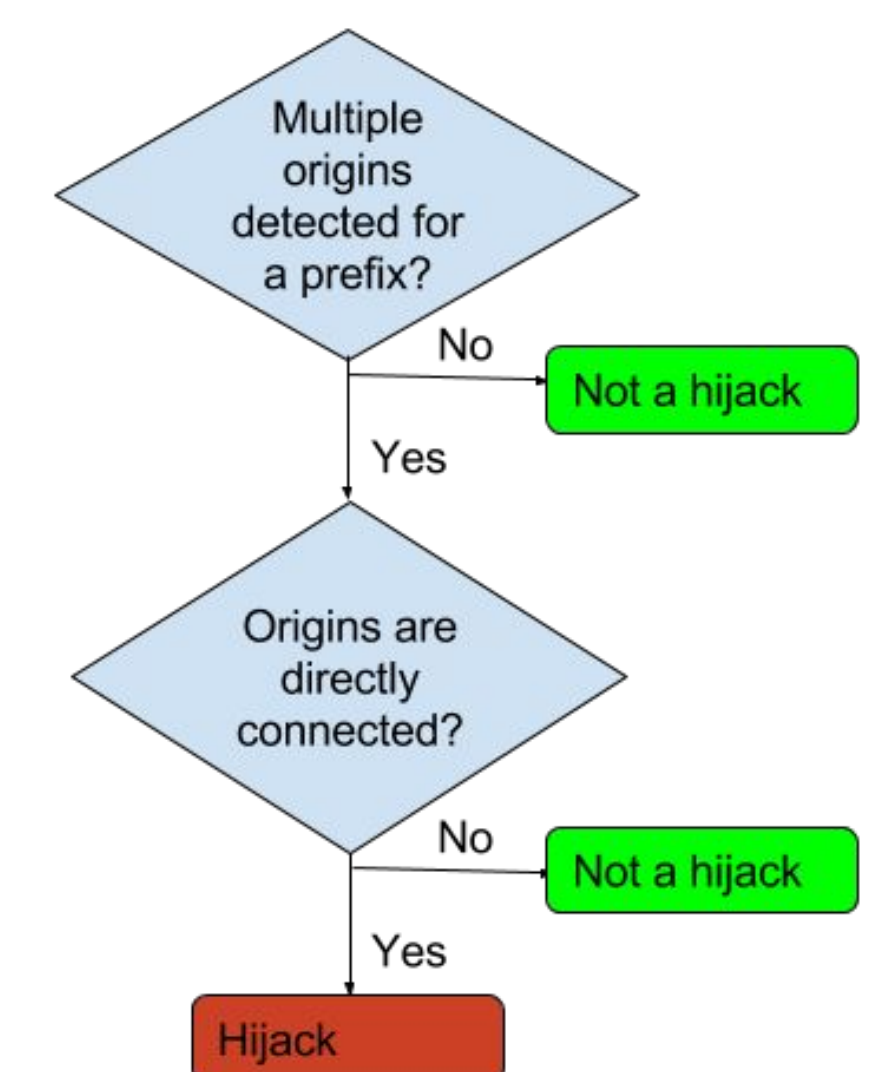 Multiple
origins
detected for
a prefix?
No
Not a hijack
Yes
Origins are
directly
connected?
No
Not a hijack
Yes
Hijack